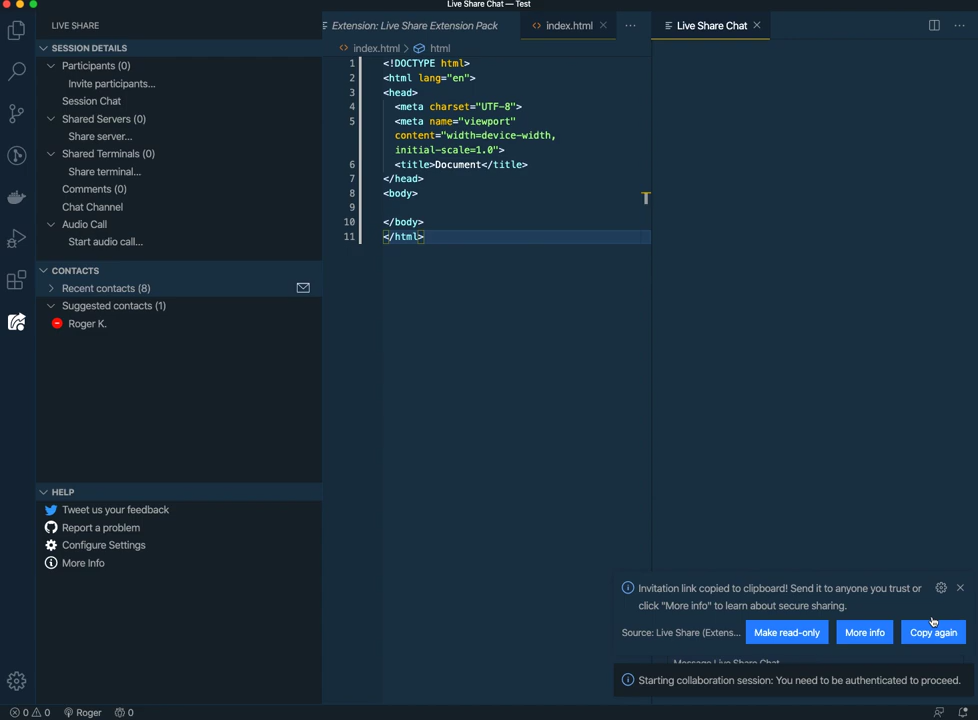 Live Share Chat — Test
LIVE SHARE
Extension: Live Share Extension Pack
index.html
Live Share Chat
SESSION DETAILS
Participants (0)
Invite participants...
Session Chat
Shared Servers (0)
Share server...
Shared Terminals (0)
Share terminal...
Comments (0)
Chat Channel
Audio Call
Start audio call...
CONTACTS
Recent contacts (8)
Suggested contacts (1)
Roger K.
HELP
Tweet us your feedback
Report a problem
Configure Settings
More Info
index.html > html
1 <!DOCTYPE html>
2 <html lang="en">
3 <head>
4 <meta charset="UTF-8">
5 <meta name="viewport"
content="width=device-width,
initial-scale=1.0">
6 <title>Document</title>
7 </head>
8 <body>
9
10 </body>
11 </html>
Invitation link copied to clipboard! Send it to anyone you trust or
click "More info" to learn about secure sharing.
Source: Live Share (Extens...
Make read-only
More info
Copy again
Message Live Share Chat
Starting collaboration session: You need to be authenticated to proceed.
0 0 Roger 0